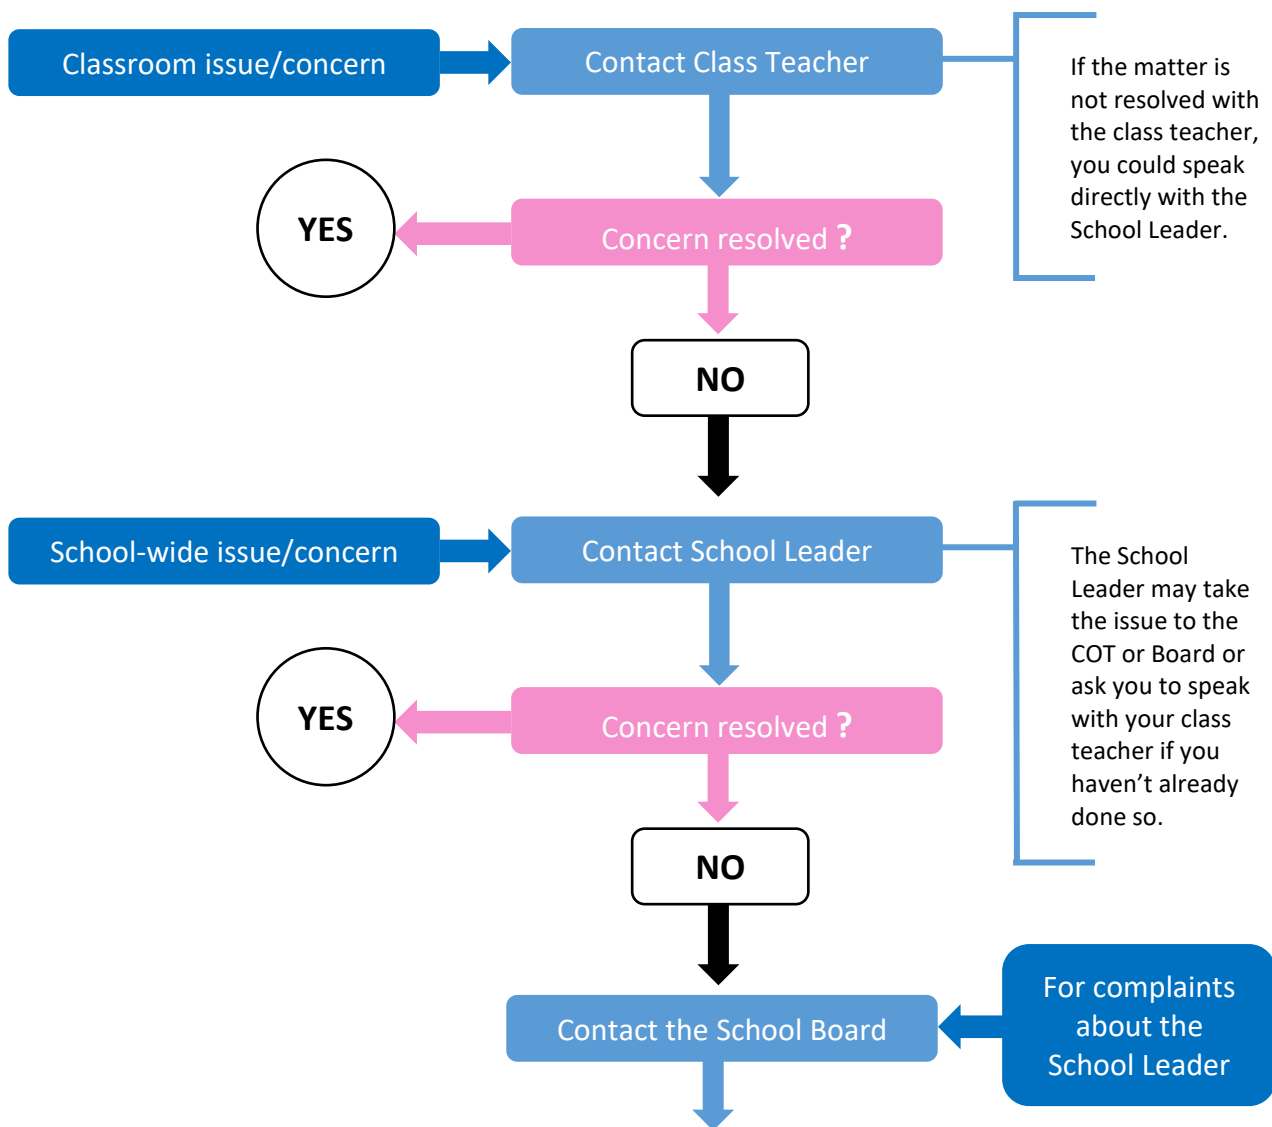 Classroom issue/concern
Contact Class Teacher
If the matter is
not resolved with
the class teacher,
you could speak
directly with the
School Leader.
YES
Concern resolved ?
NO
School-wide issue/concern
Contact School Leader
The School
Leader may take
the issue to the
COT or Board or
ask you to speak
with your class
teacher if you
haven’t already
done so.
YES
Concern resolved ?
NO
Contact the School Board
For complaints
about the
School Leader